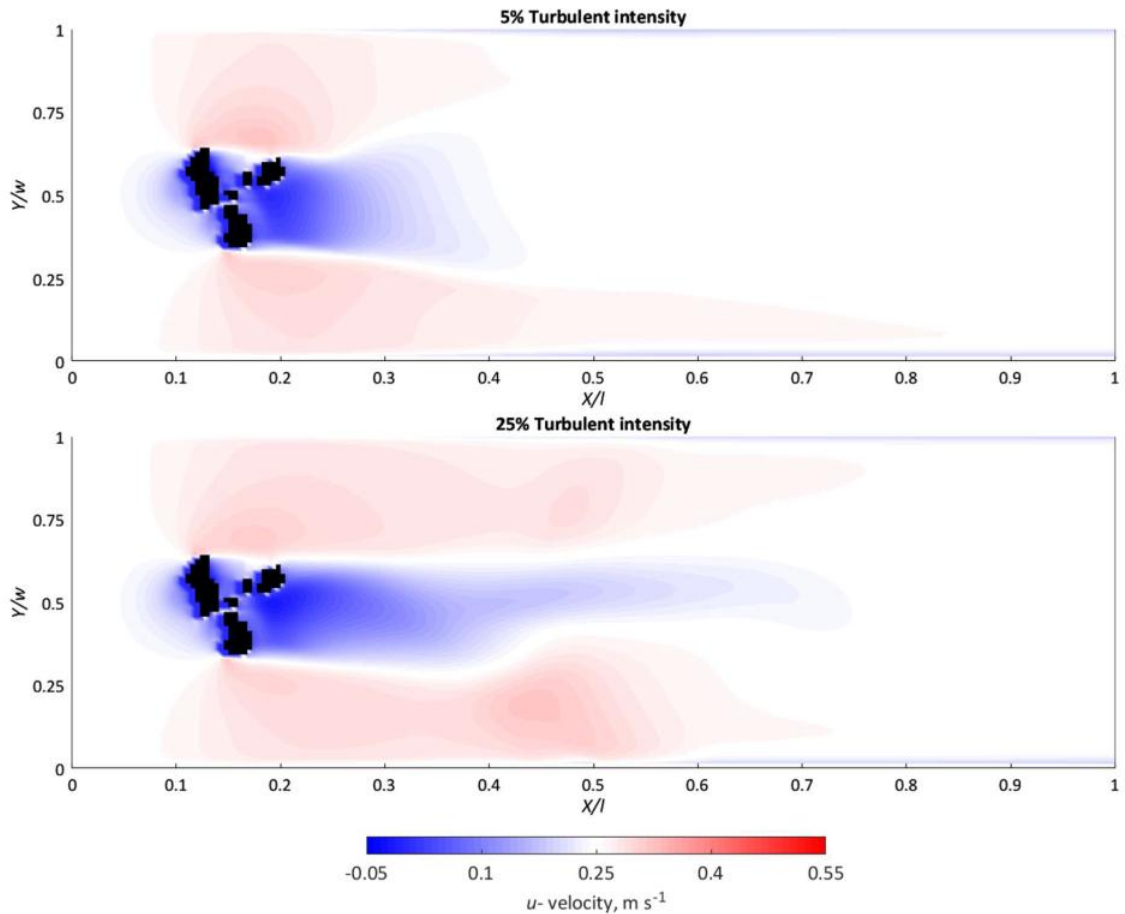 5% Turbulent intensity
1
0.75
0.5
0.25
0
Y/w
0 0.1 0.2 0.3 0.4 0.5 0.6 0.7 0.8 0.9 1
X/l
25% Turbulent intensity
1
0.75
0.5
0.25
0
Y/w
0 0.1 0.2 0.3 0.4 0.5 0.6 0.7 0.8 0.9 1
X/l
-0.05 0.1 0.25 0.4 0.55
u- velocity, m s⁻¹